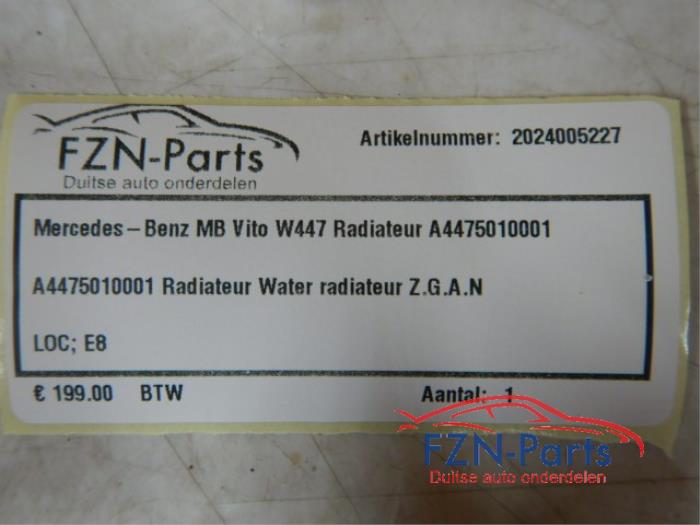 FZN-Parts
Duitse auto onderdelen
Artikelnummer: 2024005227
Mercedes-Benz MB Vito W447 Radiateur A4475010001
A4475010001 Radiateur Water radiateur Z.G.A.N
LOC; E8
€ 199.00 BTW Aantal: 1
FZN-Parts
Duitse auto onderdelen